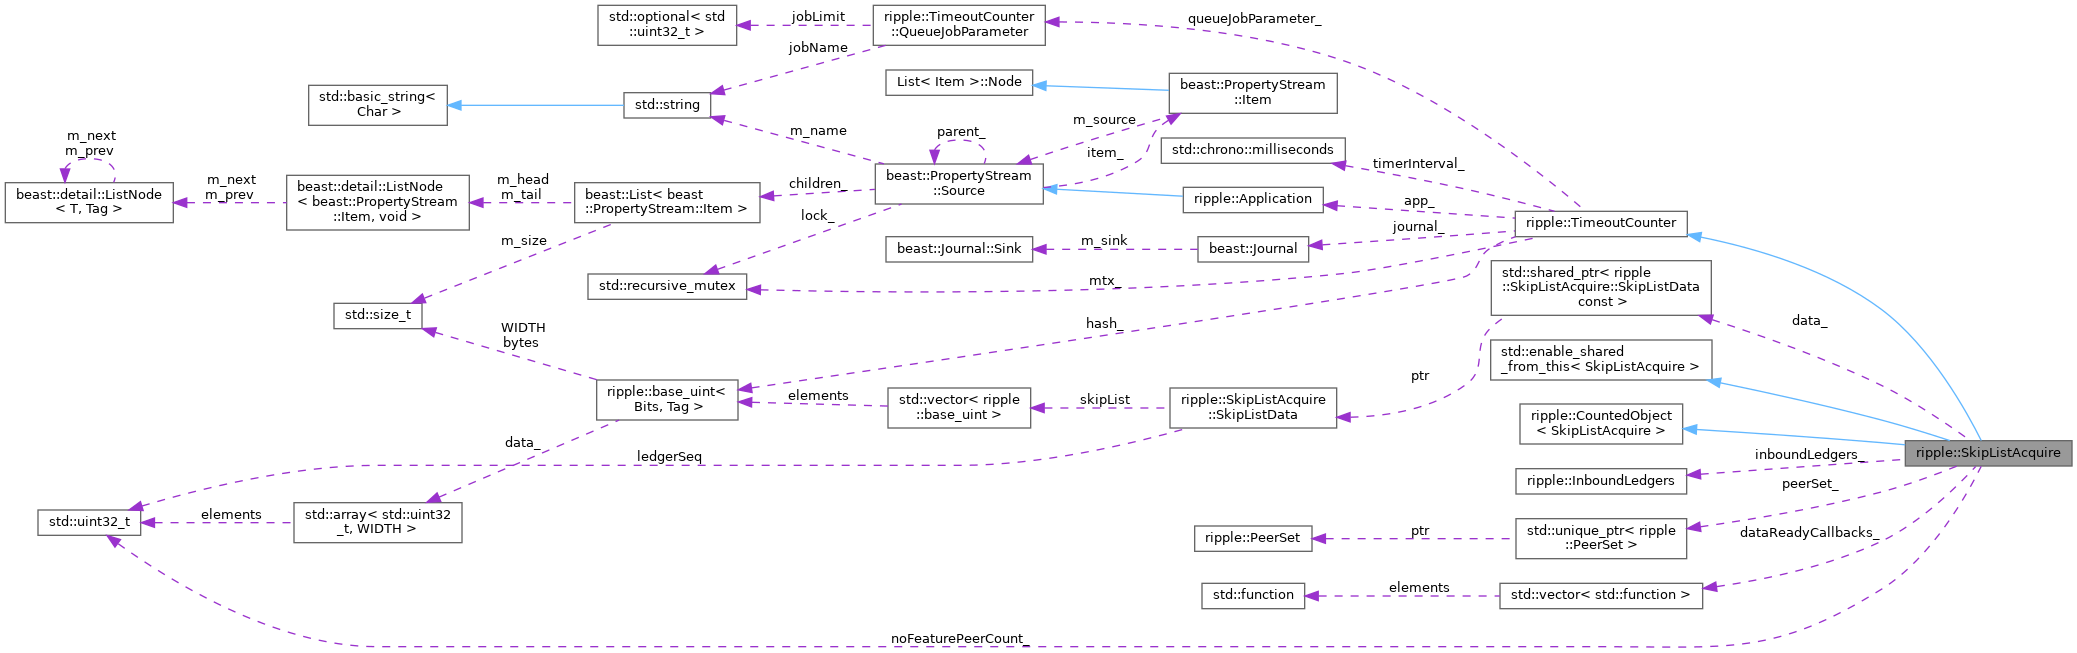 std::optional< std
::uint32_t >
jobLimit
ripple::TimeoutCounter
::QueueJobParameter
queueJobParameter_
jobName
std::basic_string<
Char >
std::string
List< Item >::Node
beast::PropertyStream
::Item
m_name
parent_
m_source
item_
std::chrono::milliseconds
timerInterval_
m_next
m_prev
beast::detail::ListNode
< T, Tag >
m_next
m_prev
beast::detail::ListNode
< beast::PropertyStream
::Item, void >
m_head
m_tail
beast::List< beast
::PropertyStream::Item >
children_
beast::PropertyStream
::Source
ripple::Application
app_
ripple::TimeoutCounter
lock_
m_size
beast::Journal::Sink
m_sink
beast::Journal
journal_
std::recursive_mutex
mtx_
std::size_t
hash_
std::shared_ptr< ripple
::SkipListAcquire::SkipListData
const >
data_
WIDTH
bytes
std::enable_shared
_from_this< SkipListAcquire >
ripple::base_uint<
Bits, Tag >
elements
std::vector< ripple
::base_uint >
skipList
ripple::SkipListAcquire
::SkipListData
ptr
ripple::CountedObject
< SkipListAcquire >
data_
ledgerSeq
inboundLedgers_
ripple::SkipListAcquire
ripple::InboundLedgers
peerSet_
std::uint32_t
elements
std::array< std::uint32
_t, WIDTH >
ripple::PeerSet
ptr
std::unique_ptr< ripple
::PeerSet >
dataReadyCallbacks_
std::function
elements
std::vector< std::function >
noFeaturePeerCount_